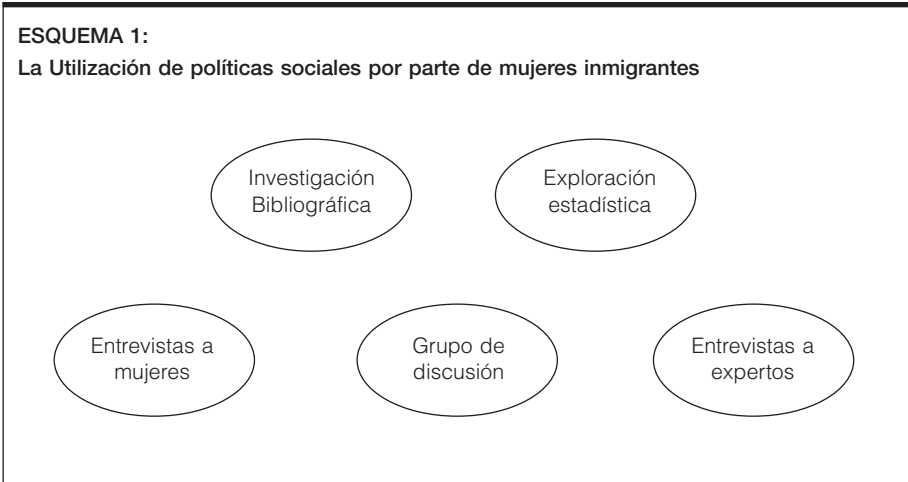 ESQUEMA 1:
La Utilización de políticas sociales por parte de mujeres inmigrantes
Investigación
Bibliográfica
Exploración
estadística
Entrevistas a
mujeres
Grupo de
discusión
Entrevistas a
expertos